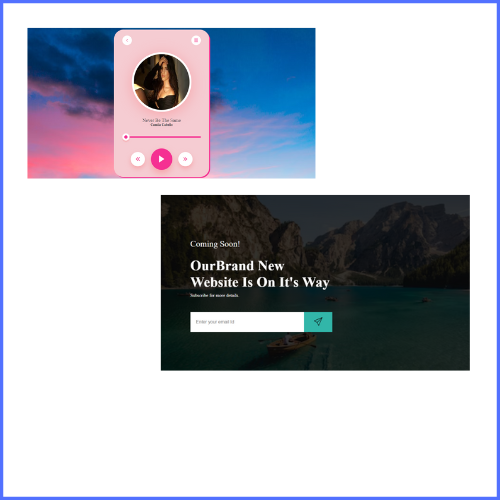 Never Be The Same
Camila Cabello
Coming Soon!
OurBrand New
Website Is On It's Way
Subscribe for more details.
Enter your email id